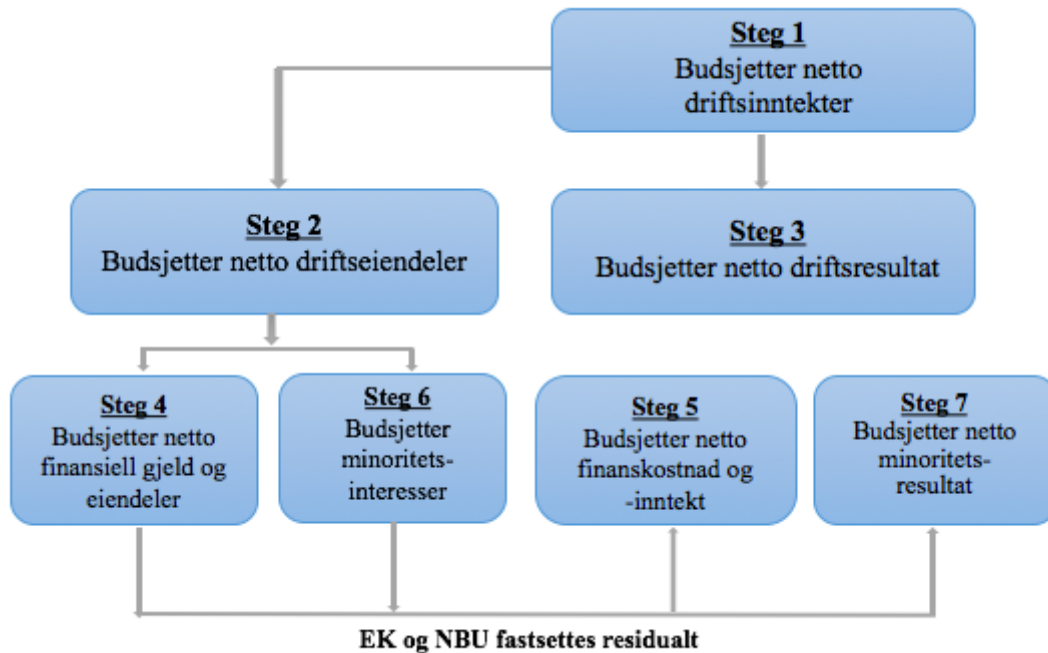 Steg 1
Budsjetter netto
driftsinntekter
Steg 2
Budsjetter netto driftseiendeler
Steg 3
Budsjetter netto driftsresultat
Steg 4
Budsjetter netto
finansiell gjeld og
eiendeler
Steg 6
Budsjetter
minoritets-
interesser
Steg 5
Budsjetter netto
finanskostnad og
-inntekt
Steg 7
Budsjetter netto
minoritets-
resultat
EK og NBU fastsettes residualt